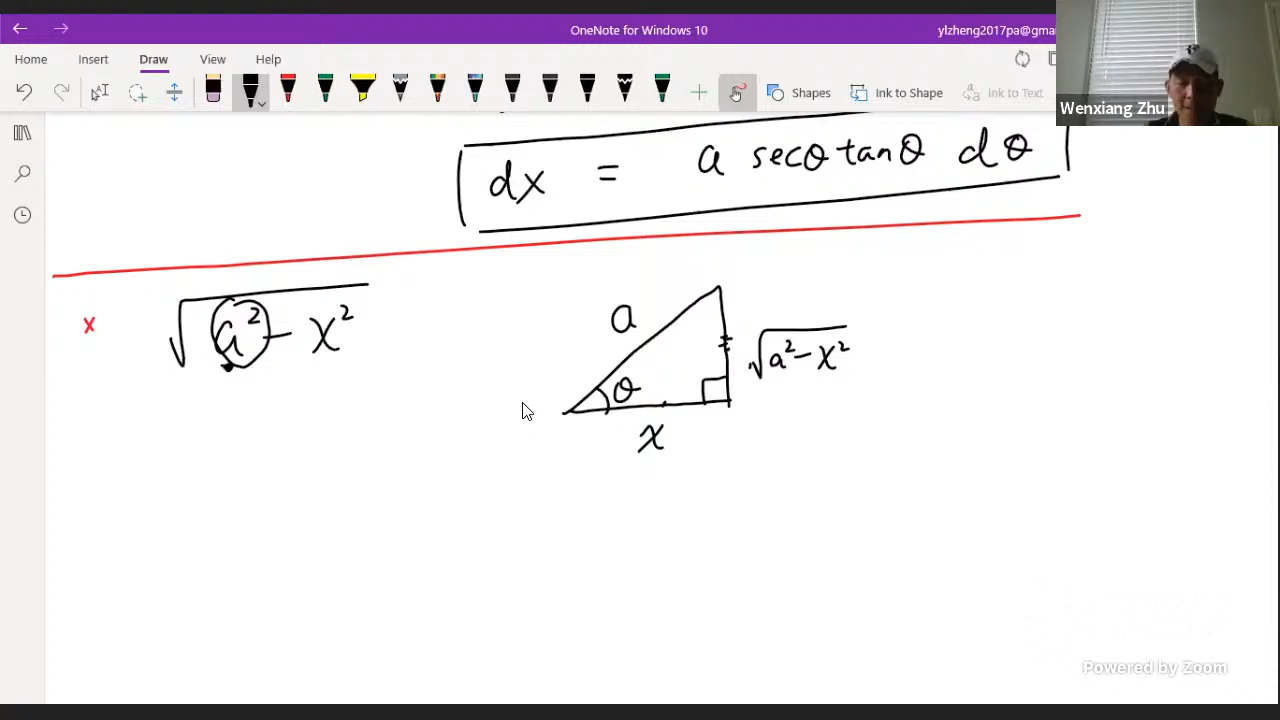 OneNote for Windows 10
ylzheng2017pa@gma
Home Insert Draw View Help
Shapes Ink to Shape Ink to Text
Wenxiang Zhu
dx = a secθ tanθ dθ
x √a²-x²
a
θ
√a²-x²
x
Powered by Zoom